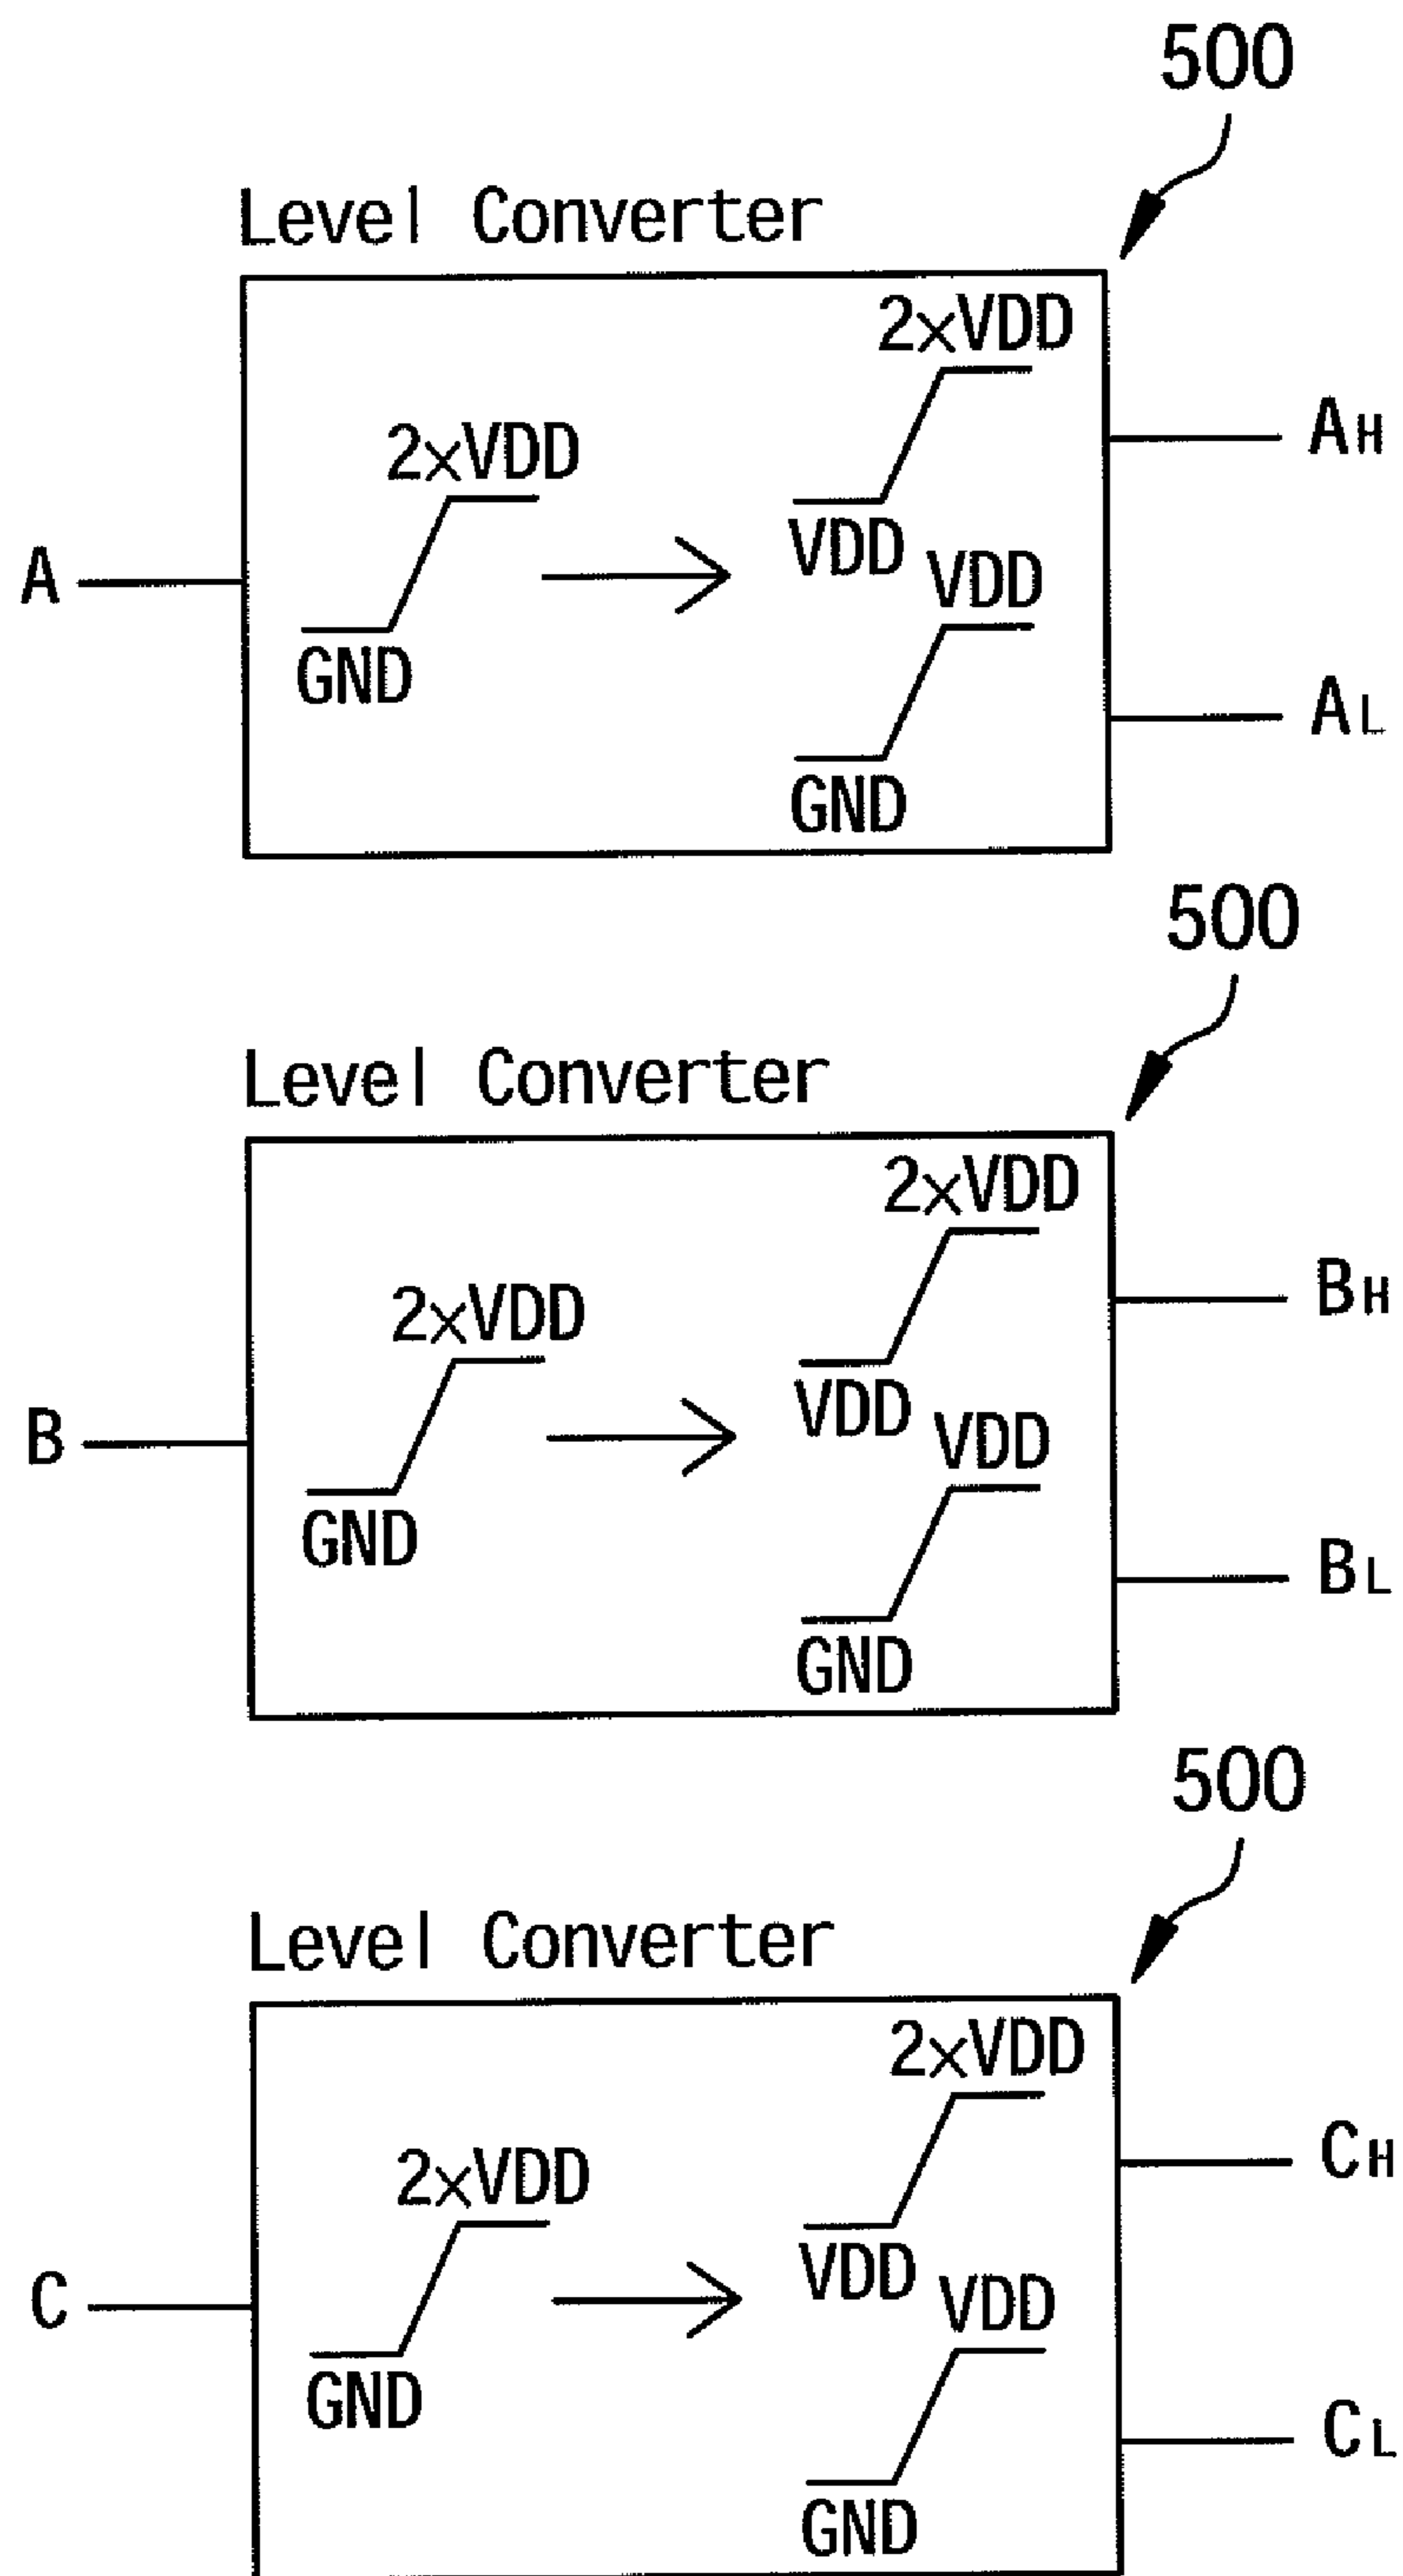 500
Level Converter
2×VDD
AH
2×VDD
A
VDD
VDD
GND
AL
GND
500
Level Converter
2×VDD
BH
2×VDD
B
VDD
VDD
GND
BL
GND
500
Level Converter
2×VDD
CH
2×VDD
C
VDD
VDD
GND
CL
GND